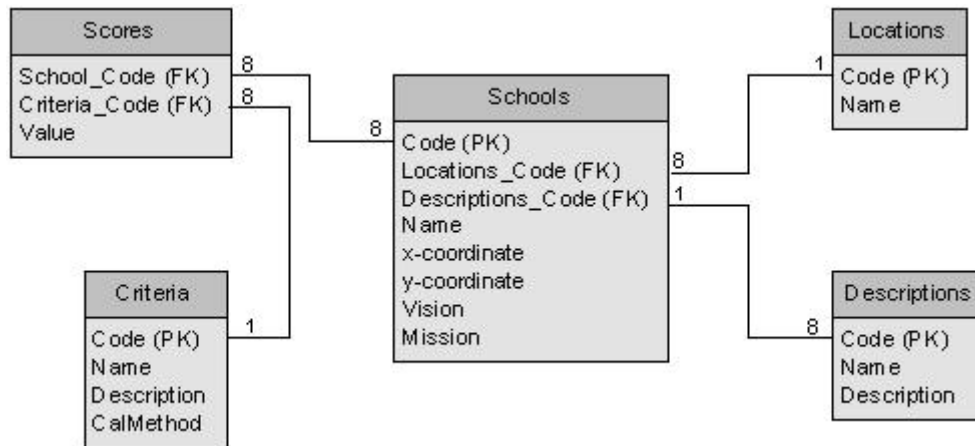 Scores
School_Code (FK)
Criteria_Code (FK)
Value
8
8
8
Schools
Code (PK)
Locations_Code (FK)
Descriptions_Code (FK)
Name
x-coordinate
y-coordinate
Vision
Mission
Locations
Code (PK)
Name
1
8
1
8
Criteria
Code (PK)
Name
Description
CalMethod
1
Descriptions
Code (PK)
Name
Description